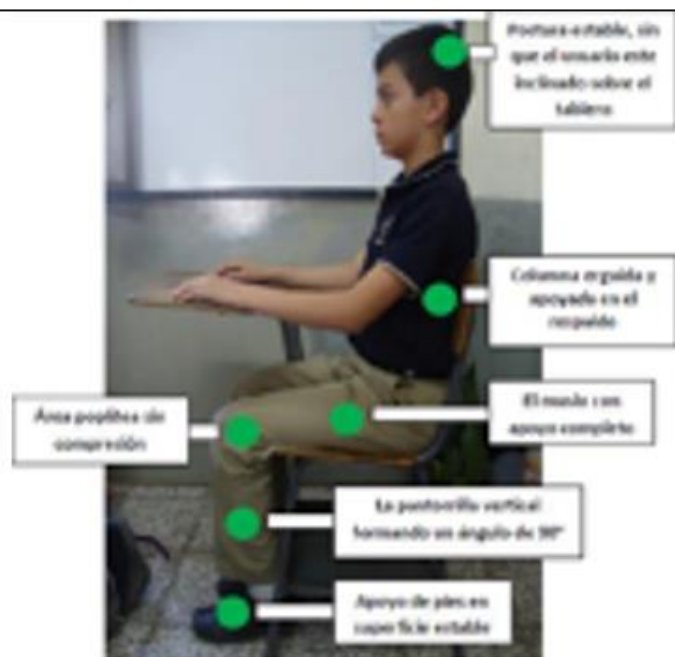 Postura estable, sin
que el usuario este
inclinado sobre el
tablero
Columna erguida y
apoyada en el
respaldo
Área poplítea sin
compresión
El muslo con
apoyo completo
La pantorrilla vertical
formando un ángulo de 90°
Apoyo de pies en
superficie estable